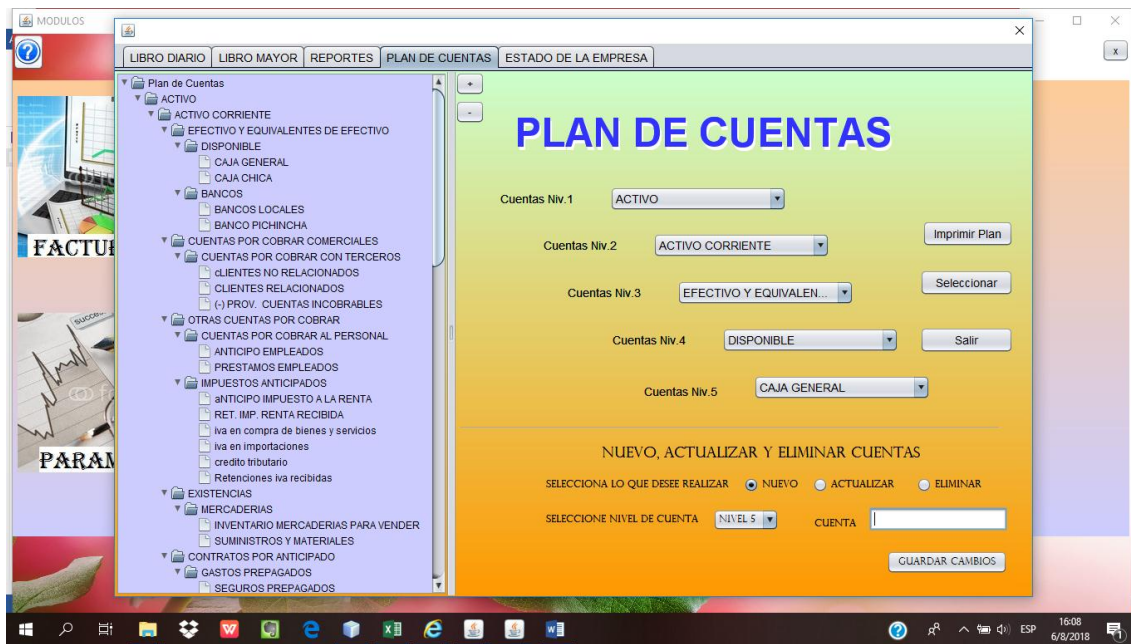 MODULOS
x
LIBRO DIARIO
LIBRO MAYOR
REPORTES
PLAN DE CUENTAS
ESTADO DE LA EMPRESA
Plan de Cuentas
ACTIVO
ACTIVO CORRIENTE
EFECTIVO Y EQUIVALENTES DE EFECTIVO
DISPONIBLE
CAJA GENERAL
CAJA CHICA
BANCOS
BANCOS LOCALES
BANCO PICHINCHA
CUENTAS POR COBRAR COMERCIALES
CUENTAS POR COBRAR CON TERCEROS
cLIENTES NO RELACIONADOS
CLIENTES RELACIONADOS
(-) PROV. CUENTAS INCOBRABLES
OTRAS CUENTAS POR COBRAR
CUENTAS POR COBRAR AL PERSONAL
ANTICIPO EMPLEADOS
PRESTAMOS EMPLEADOS
IMPUESTOS ANTICIPADOS
aNTICIPO IMPUESTO A LA RENTA
RET. IMP. RENTA RECIBIDA
iva en compra de bienes y servicios
iva en importaciones
credito tributario
Retenciones iva recibidas
EXISTENCIAS
MERCADERIAS
INVENTARIO MERCADERIAS PARA VENDER
SUMINISTROS Y MATERIALES
CONTRATOS POR ANTICIPADO
GASTOS PREPAGADOS
SEGUROS PREPAGADOS
+
-
PLAN DE CUENTAS
Cuentas Niv.1 ACTIVO
Cuentas Niv.2 ACTIVO CORRIENTE
Cuentas Niv.3 EFECTIVO Y EQUIVALEN...
Cuentas Niv.4 DISPONIBLE
Cuentas Niv.5 CAJA GENERAL
Imprimir Plan
Seleccionar
Salir
NUEVO, ACTUALIZAR Y ELIMINAR CUENTAS
SELECCIONA LO QUE DESEE REALIZAR NUEVO ACTUALIZAR ELIMINAR
SELECCIONE NIVEL DE CUENTA NIVEL 5 CUENTA
GUARDAR CAMBIOS
FACTU
PARAM
ESP
16:08
6/8/2018